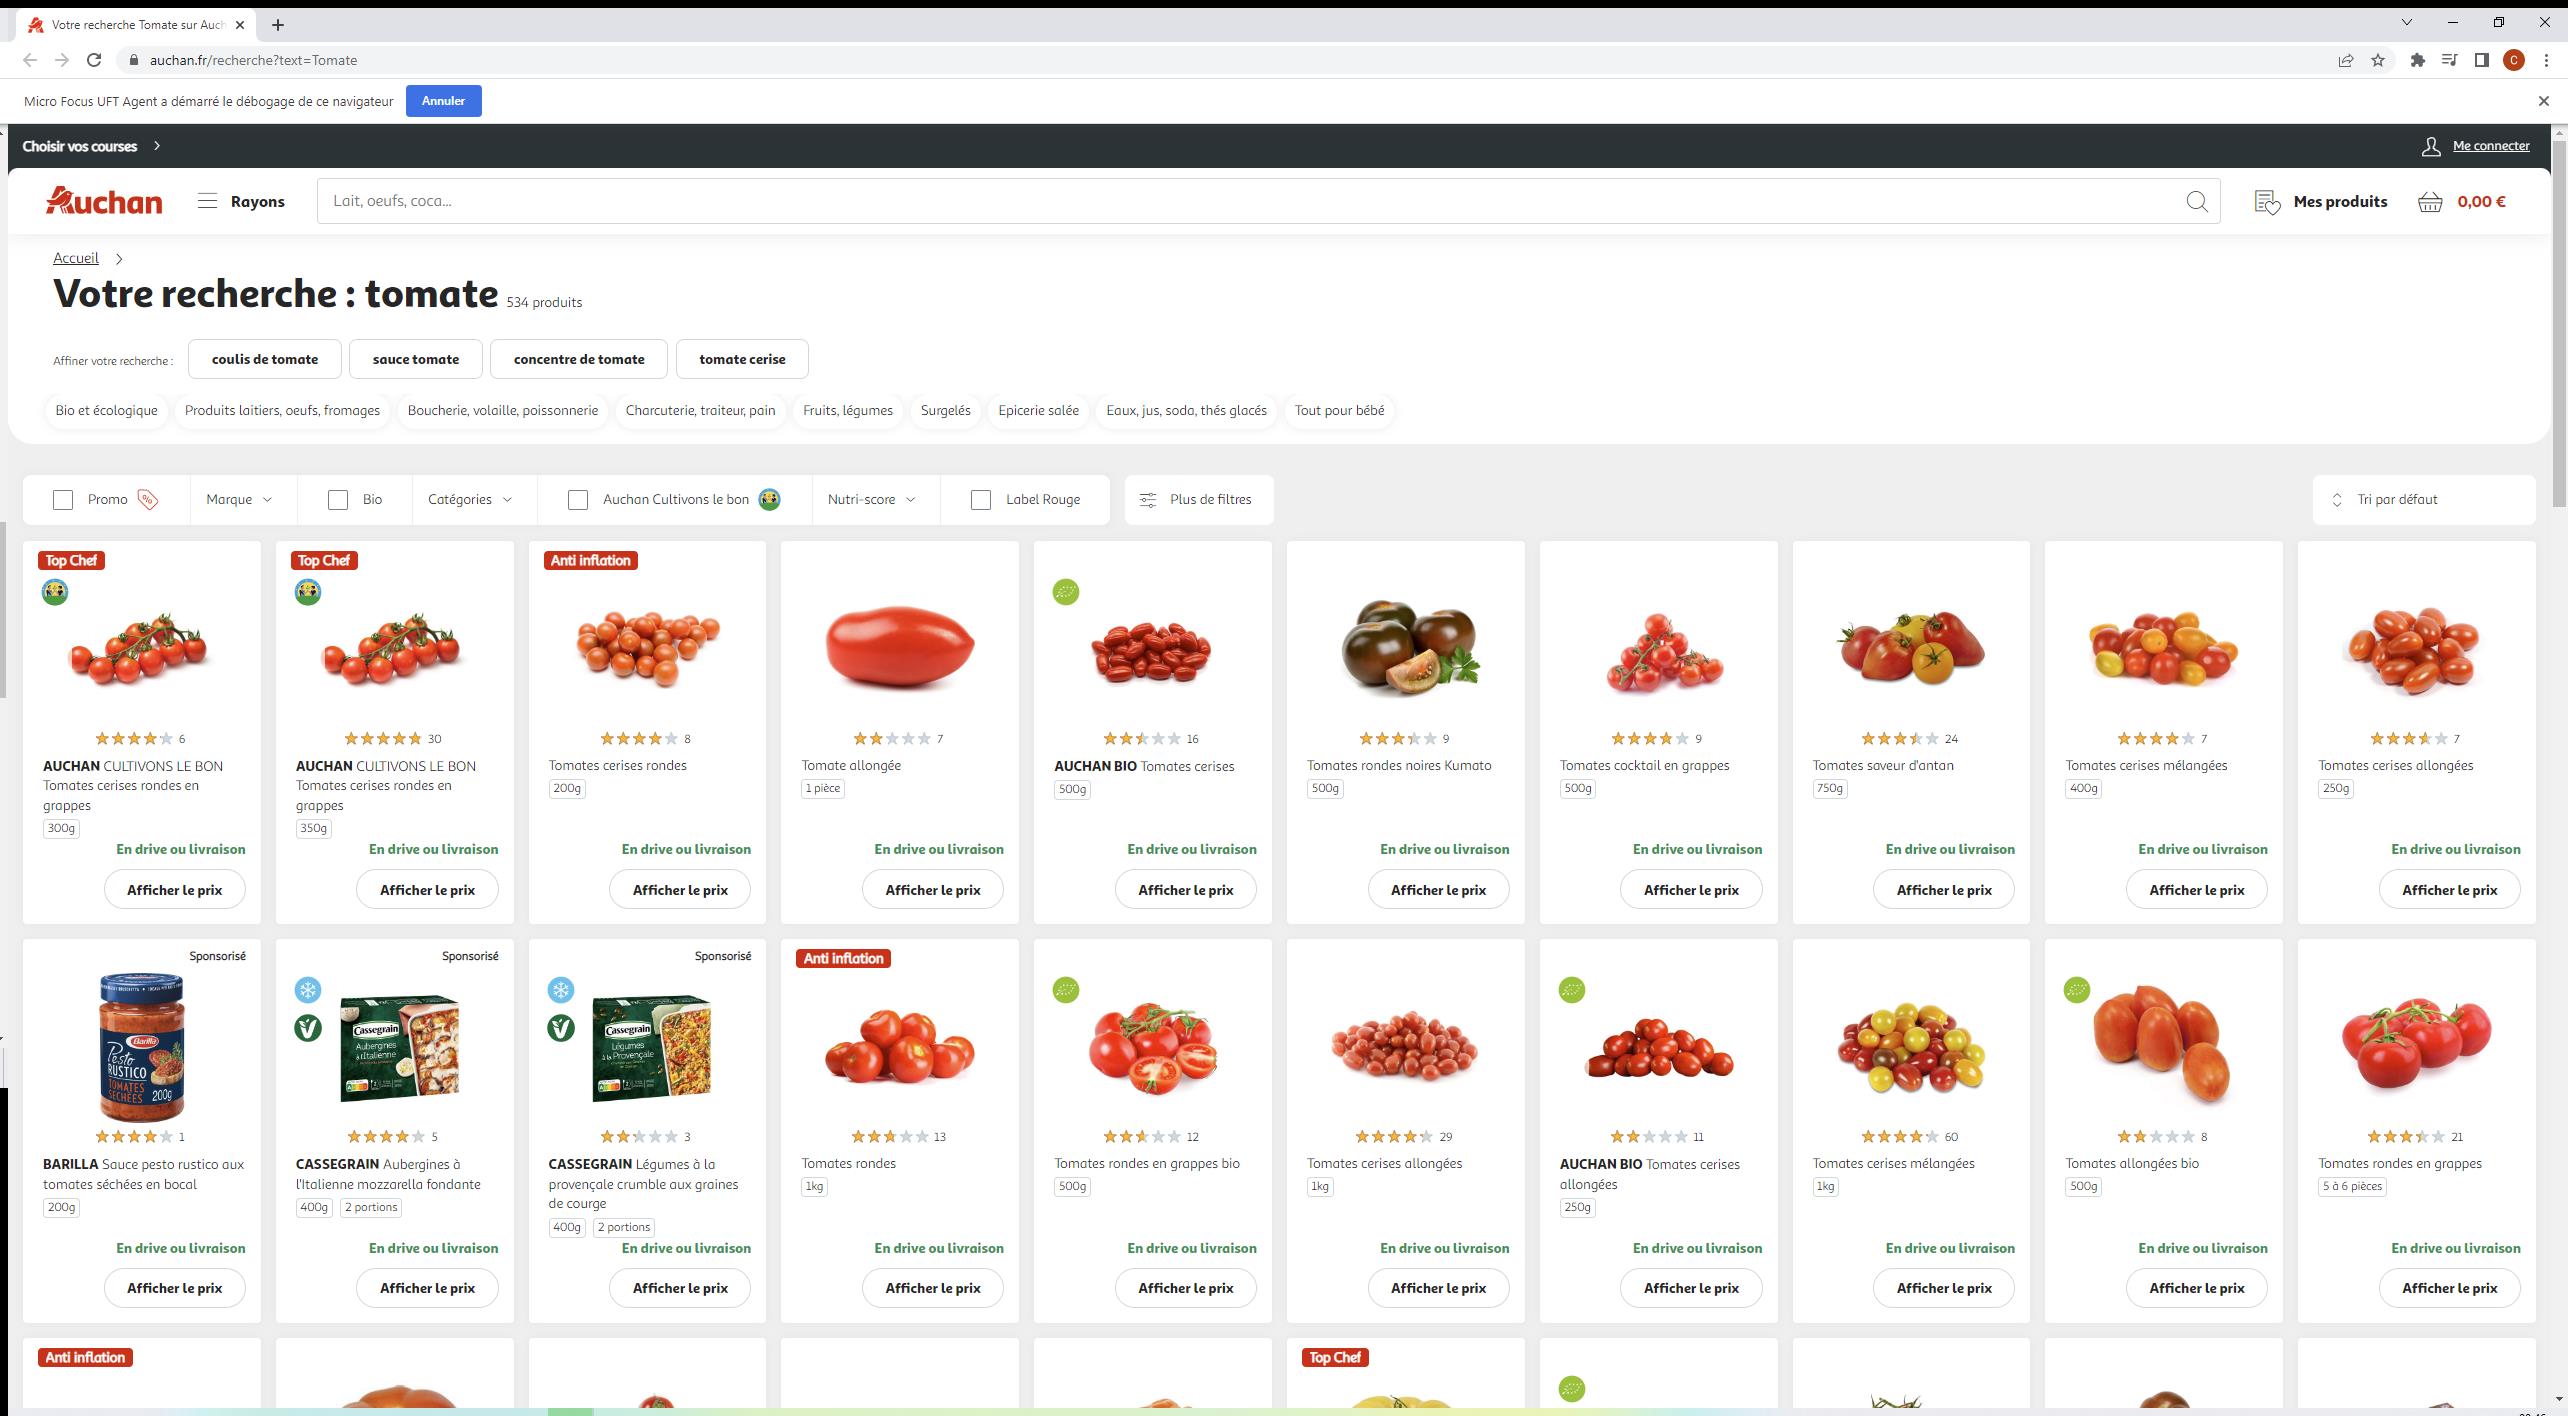 Votre recherche Tomate sur Auch
auchan.fr/recherche?text=Tomate
C
Micro Focus UFT Agent a démarré le débogage de ce navigateur
Annuler
Choisir vos courses
Me connecter
Auchan
Rayons
Lait, oeufs, coca...
Mes produits
0,00 €
Accueil
Votre recherche : tomate 534 produits
Affiner votre recherche :
coulis de tomate
sauce tomate
concentre de tomate
tomate cerise
Bio et écologique
Produits laitiers, oeufs, fromages
Boucherie, volaille, poissonnerie
Charcuterie, traiteur, pain
Fruits, légumes
Surgelés
Epicerie salée
Eaux, jus, soda, thés glacés
Tout pour bébé
Promo
Marque
Bio
Catégories
Auchan Cultivons le bon
Nutri-score
Label Rouge
Plus de filtres
Tri par défaut
Top Chef
6
AUCHAN CULTIVONS LE BON
Tomates cerises rondes en
grappes
300g
En drive ou livraison
Afficher le prix
Top Chef
30
AUCHAN CULTIVONS LE BON
Tomates cerises rondes en
grappes
350g
En drive ou livraison
Afficher le prix
Anti inflation
8
Tomates cerises rondes
200g
En drive ou livraison
Afficher le prix
7
Tomate allongée
1 pièce
En drive ou livraison
Afficher le prix
16
AUCHAN BIO Tomates cerises
500g
En drive ou livraison
Afficher le prix
9
Tomates rondes noires Kumato
500g
En drive ou livraison
Afficher le prix
9
Tomates cocktail en grappes
500g
En drive ou livraison
Afficher le prix
24
Tomates saveur d'antan
750g
En drive ou livraison
Afficher le prix
7
Tomates cerises mélangées
400g
En drive ou livraison
Afficher le prix
7
Tomates cerises allongées
250g
En drive ou livraison
Afficher le prix
Sponsorisé
Barilla
Pesto
RUSTICO
TOMATES
SÉCHÉES
200g
1
BARILLA Sauce pesto rustico aux
tomates séchées en bocal
200g
En drive ou livraison
Afficher le prix
Sponsorisé
Cassegrain
Aubergines
à l'Italienne
5
CASSEGRAIN Aubergines à
l'Italienne mozzarella fondante
400g
2 portions
En drive ou livraison
Afficher le prix
Sponsorisé
Cassegrain
Légumes
à la Provençale
3
CASSEGRAIN Légumes à la
provençale crumble aux graines
de courge
400g
2 portions
En drive ou livraison
Afficher le prix
Anti inflation
13
Tomates rondes
1kg
En drive ou livraison
Afficher le prix
12
Tomates rondes en grappes bio
500g
En drive ou livraison
Afficher le prix
29
Tomates cerises allongées
1kg
En drive ou livraison
Afficher le prix
11
AUCHAN BIO Tomates cerises
allongées
250g
En drive ou livraison
Afficher le prix
60
Tomates cerises mélangées
1kg
En drive ou livraison
Afficher le prix
8
Tomates allongées bio
500g
En drive ou livraison
Afficher le prix
21
Tomates rondes en grappes
5 à 6 pièces
En drive ou livraison
Afficher le prix
Anti inflation
Top Chef